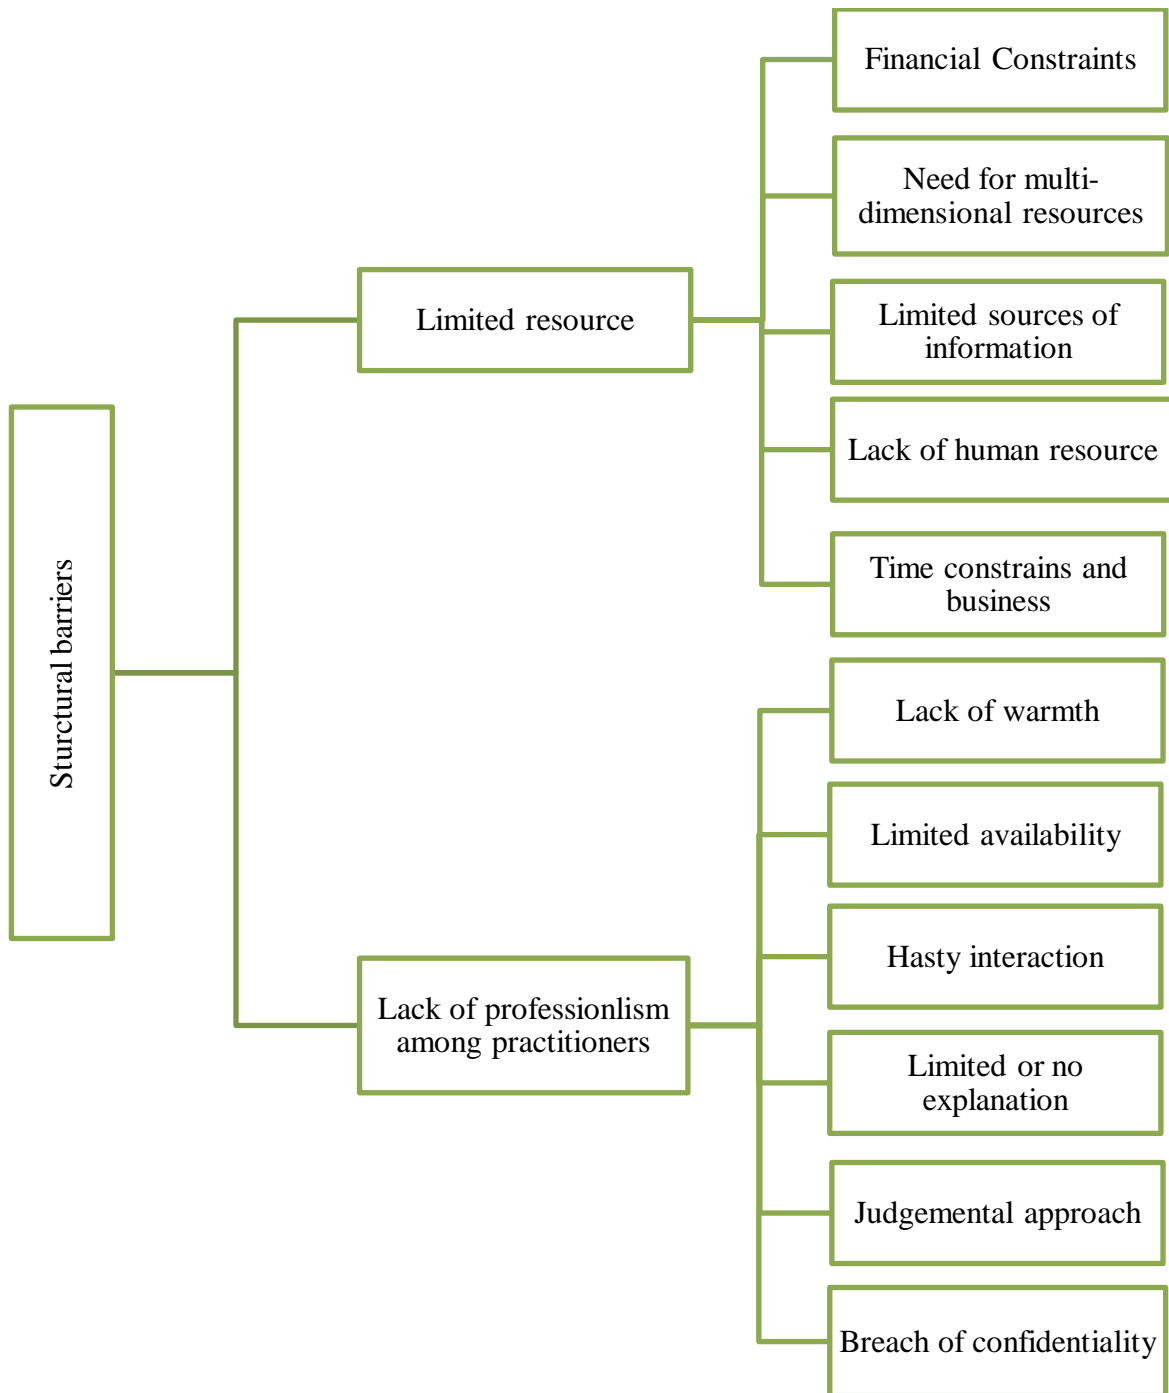 Sturctural barriers
Limited resource
Financial Constraints
Need for multi-
dimensional resources
Limited sources of
information
Lack of human resource
Time constrains and
business
Lack of professionlism
among practitioners
Lack of warmth
Limited availability
Hasty interaction
Limited or no
explanation
Judgemental approach
Breach of confidentiality